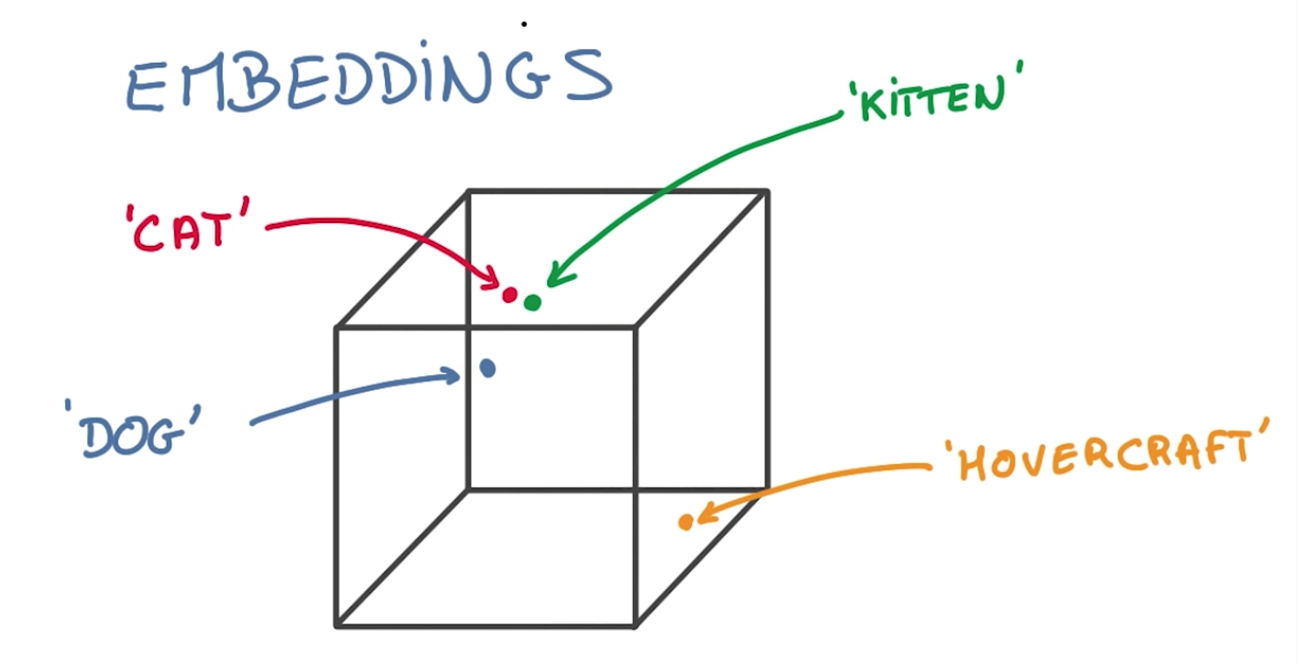 EMBEDDINGS
'KITTEN'
'CAT'
'DOG'
'HOVERCRAFT'